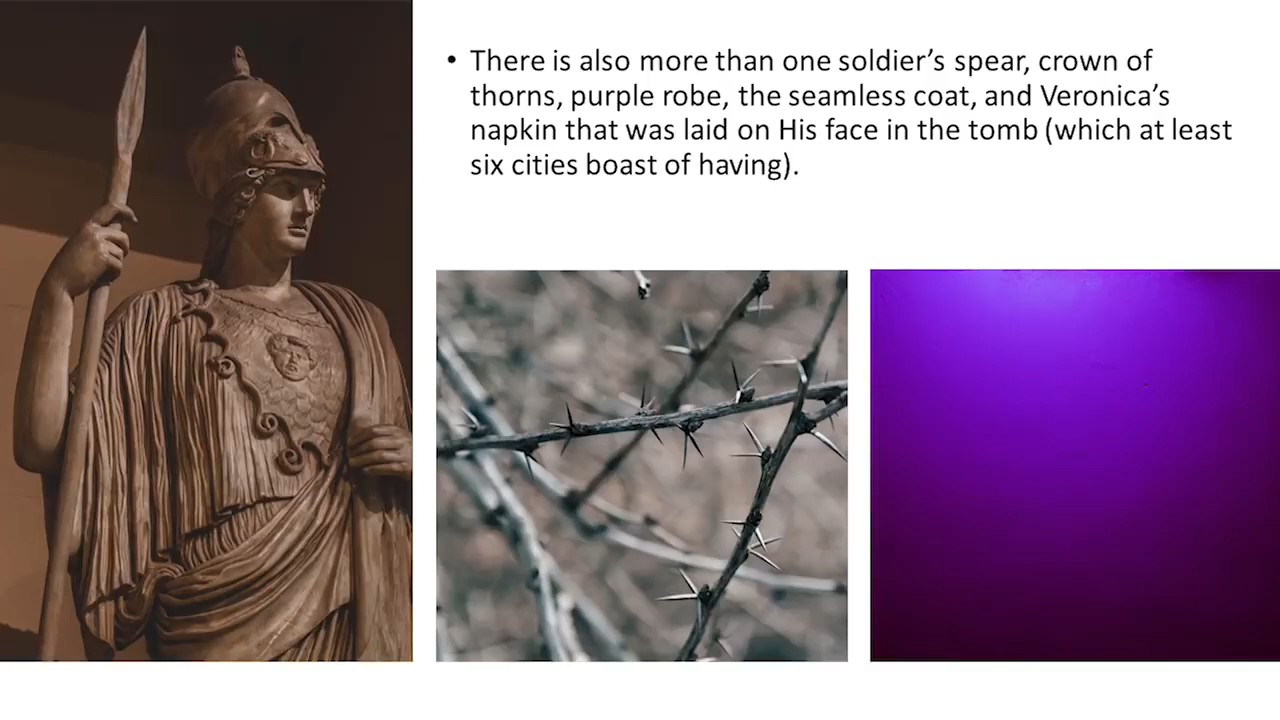 • There is also more than one soldier’s spear, crown of
thorns, purple robe, the seamless coat, and Veronica’s
napkin that was laid on His face in the tomb (which at least
six cities boast of having).